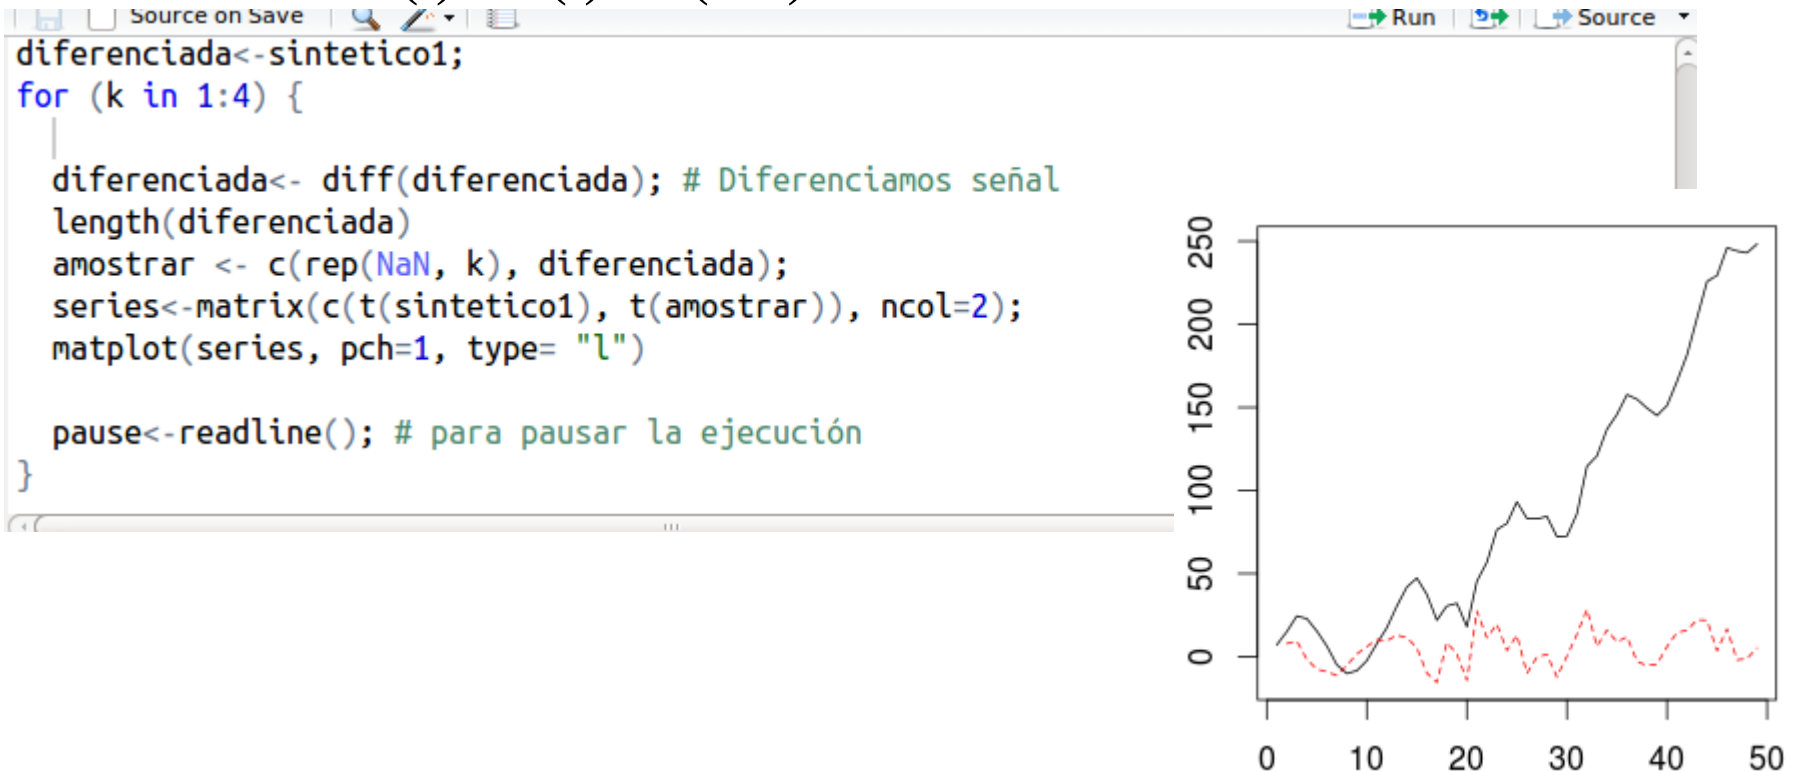 Source on Save
Run
Source
diferenciada<-sintetico1;
for (k in 1:4) {
diferenciada<- diff(diferenciada); # Diferenciamos señal
length(diferenciada)
amostrar <- c(rep(NaN, k), diferenciada);
series<-matrix(c(t(sintetico1), t(amostrar)), ncol=2);
matplot(series, pch=1, type= "l")
pause<-readline(); # para pausar la ejecución
}
250
200
150
100
50
0
0 10 20 30 40 50